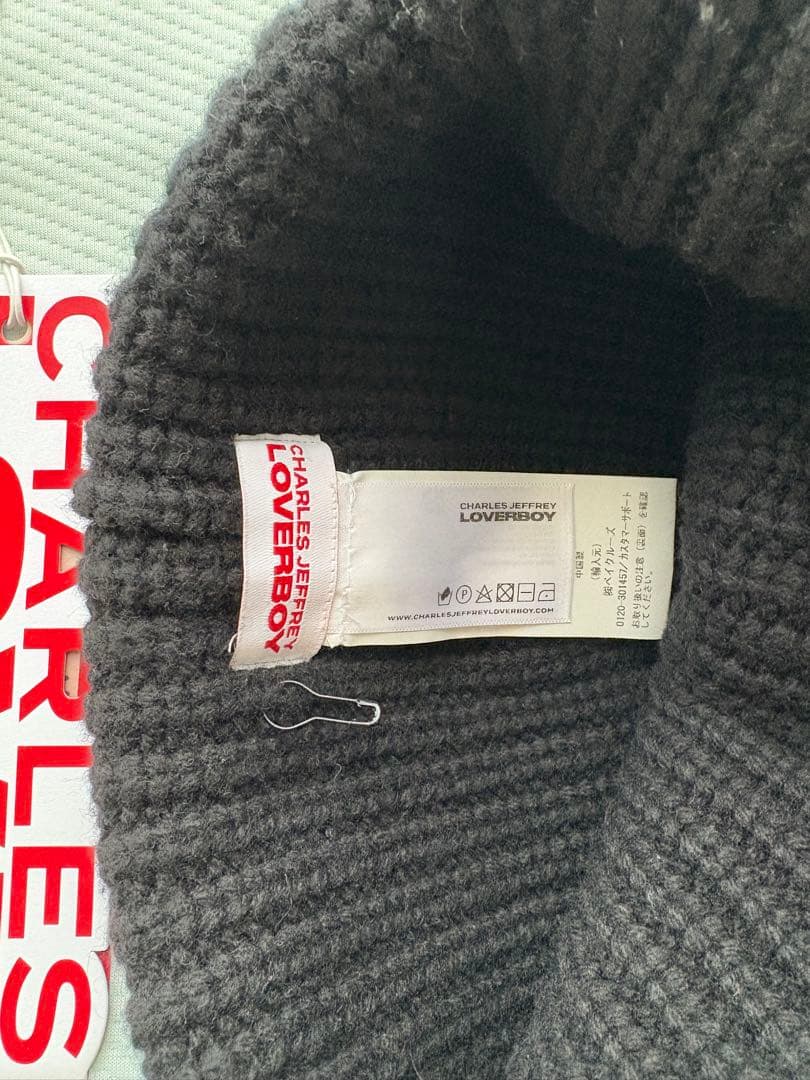 CHARLES
CHARLES JEFFREY
LOVERBOY
CHARLES JEFFREY
LOVERBOY
WWW.CHARLESJEFFREYLOVERBOY.COM
中国製
(輸入元)
㈱ベイクルーズ
0120-301457/カスタマーサポート
お取り扱いの注意(裏面)を確認
してください。